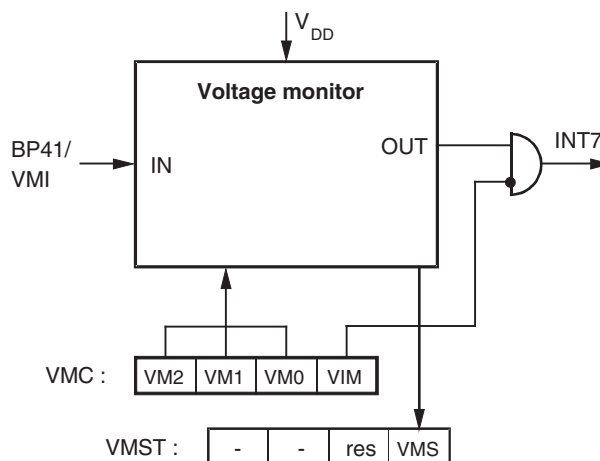 V DD
Voltage monitor
BP41/
VMI
IN
OUT
INT7
VMC : VM2 VM1 VM0 VIM
VMST : - - res VMS